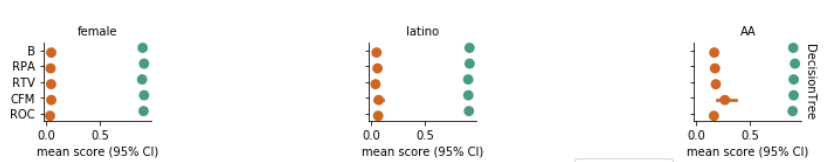 female
latino
AA
B
RPA
RTV
CFM
ROC
DecisionTree
0.0 0.5
0.0 0.5
0.0 0.5
mean score (95% CI)
mean score (95% CI)
mean score (95% CI)